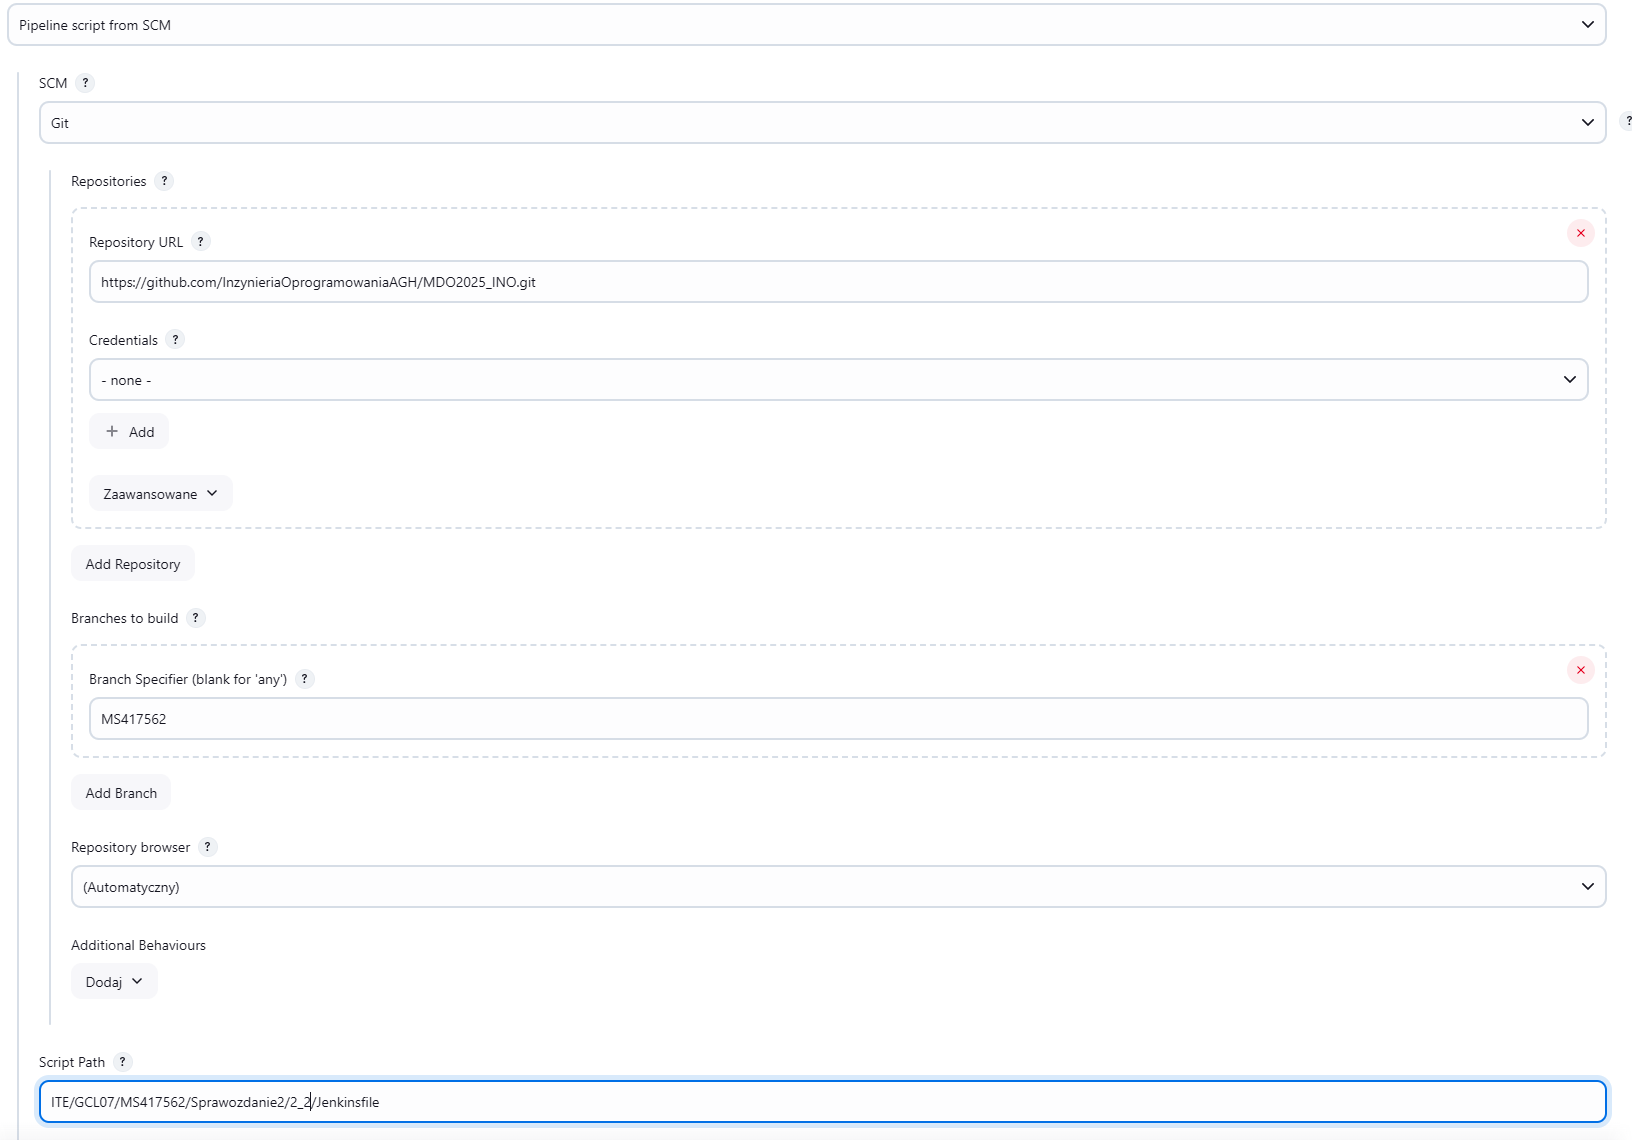 Pipeline script from SCM
SCM ?
Git
?
Repositories ?
Repository URL ?
https://github.com/InzynieriaOprogramowaniaAGH/MDO2025_INO.git
Credentials ?
- none -
+ Add
Zaawansowane
Add Repository
Branches to build ?
Branch Specifier (blank for 'any') ?
MS417562
Add Branch
Repository browser ?
(Automatyczny)
Additional Behaviours
Dodaj
Script Path ?
ITE/GCL07/MS417562/Sprawozdanie2/2_2/Jenkinsfile